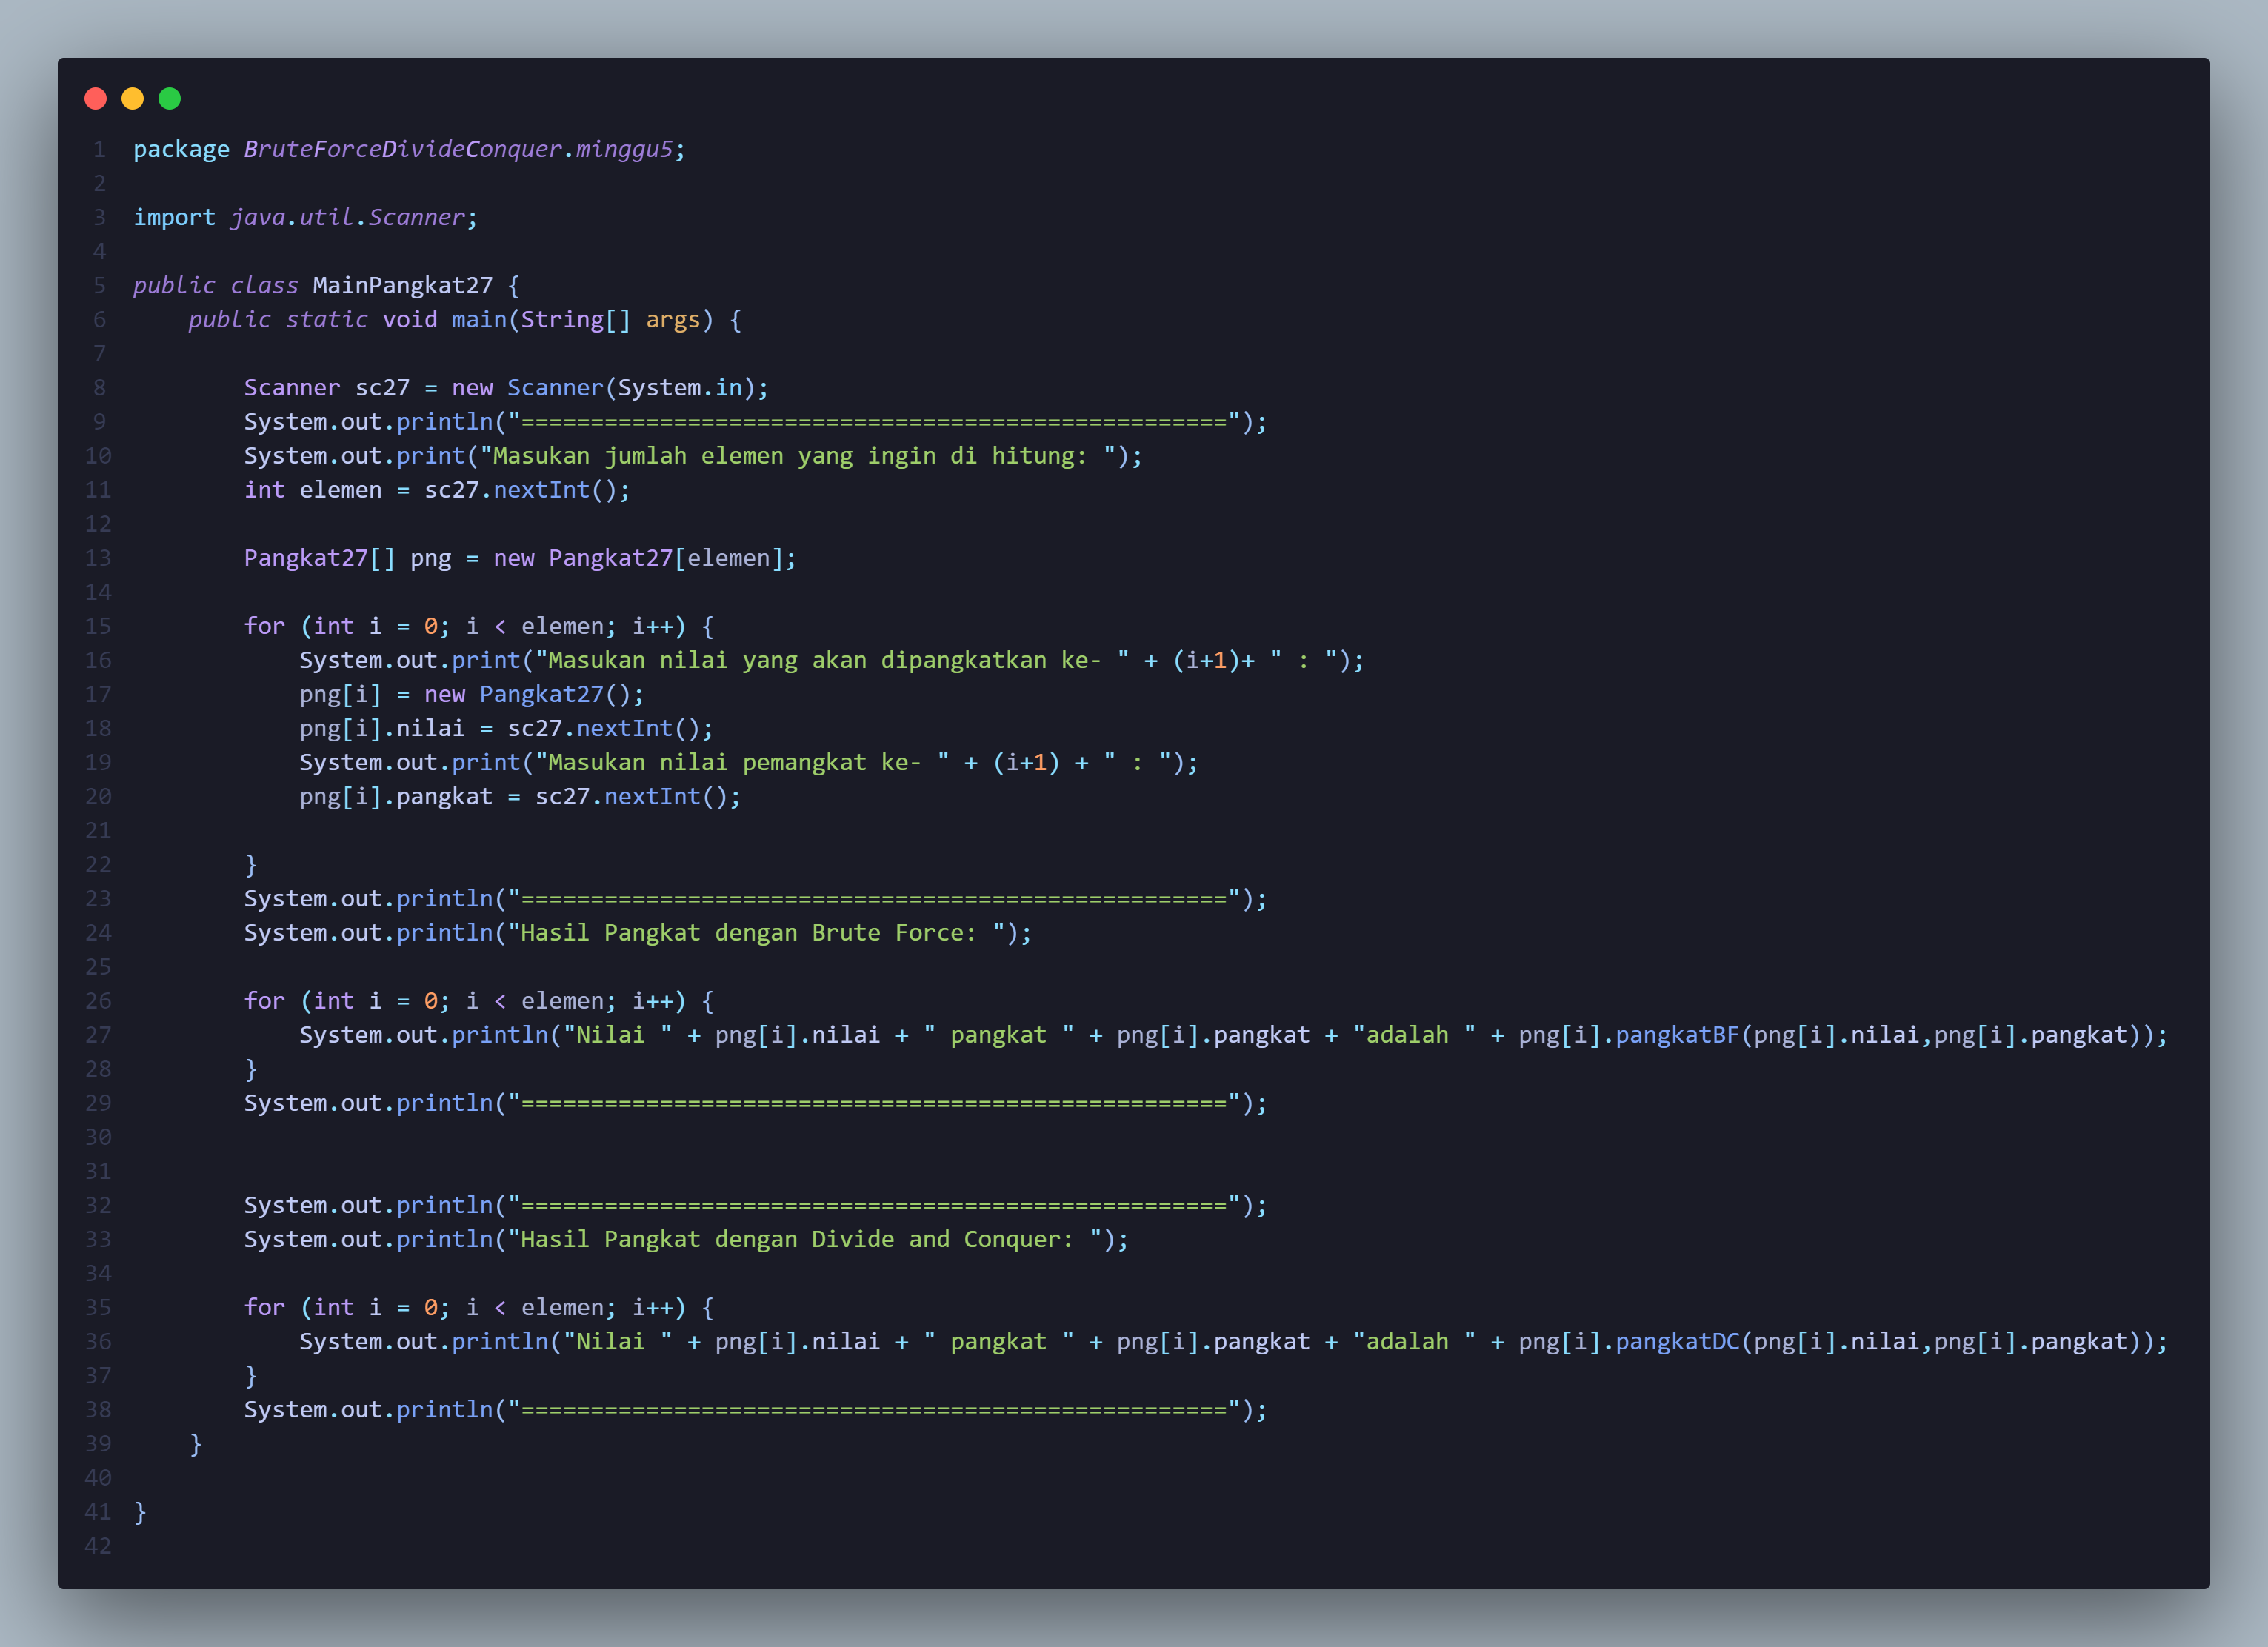 1 package BruteForceDivideConquer.minggu5;
2
3 import java.util.Scanner;
4
5 public class MainPangkat27 {
6     public static void main(String[] args) {
7
8         Scanner sc27 = new Scanner(System.in);
9         System.out.println("===================================================");
10         System.out.print("Masukan jumlah elemen yang ingin di hitung: ");
11         int elemen = sc27.nextInt();
12
13         Pangkat27[] png = new Pangkat27[elemen];
14
15         for (int i = 0; i < elemen; i++) {
16             System.out.print("Masukan nilai yang akan dipangkatkan ke- " + (i+1)+ " : ");
17             png[i] = new Pangkat27();
18             png[i].nilai = sc27.nextInt();
19             System.out.print("Masukan nilai pemangkat ke- " + (i+1) + " : ");
20             png[i].pangkat = sc27.nextInt();
21
22         }
23         System.out.println("===================================================");
24         System.out.println("Hasil Pangkat dengan Brute Force: ");
25
26         for (int i = 0; i < elemen; i++) {
27             System.out.println("Nilai " + png[i].nilai + " pangkat " + png[i].pangkat + "adalah " + png[i].pangkatBF(png[i].nilai,png[i].pangkat));
28         }
29         System.out.println("===================================================");
30
31
32         System.out.println("===================================================");
33         System.out.println("Hasil Pangkat dengan Divide and Conquer: ");
34
35         for (int i = 0; i < elemen; i++) {
36             System.out.println("Nilai " + png[i].nilai + " pangkat " + png[i].pangkat + "adalah " + png[i].pangkatDC(png[i].nilai,png[i].pangkat));
37         }
38         System.out.println("===================================================");
39     }
40
41 }
42